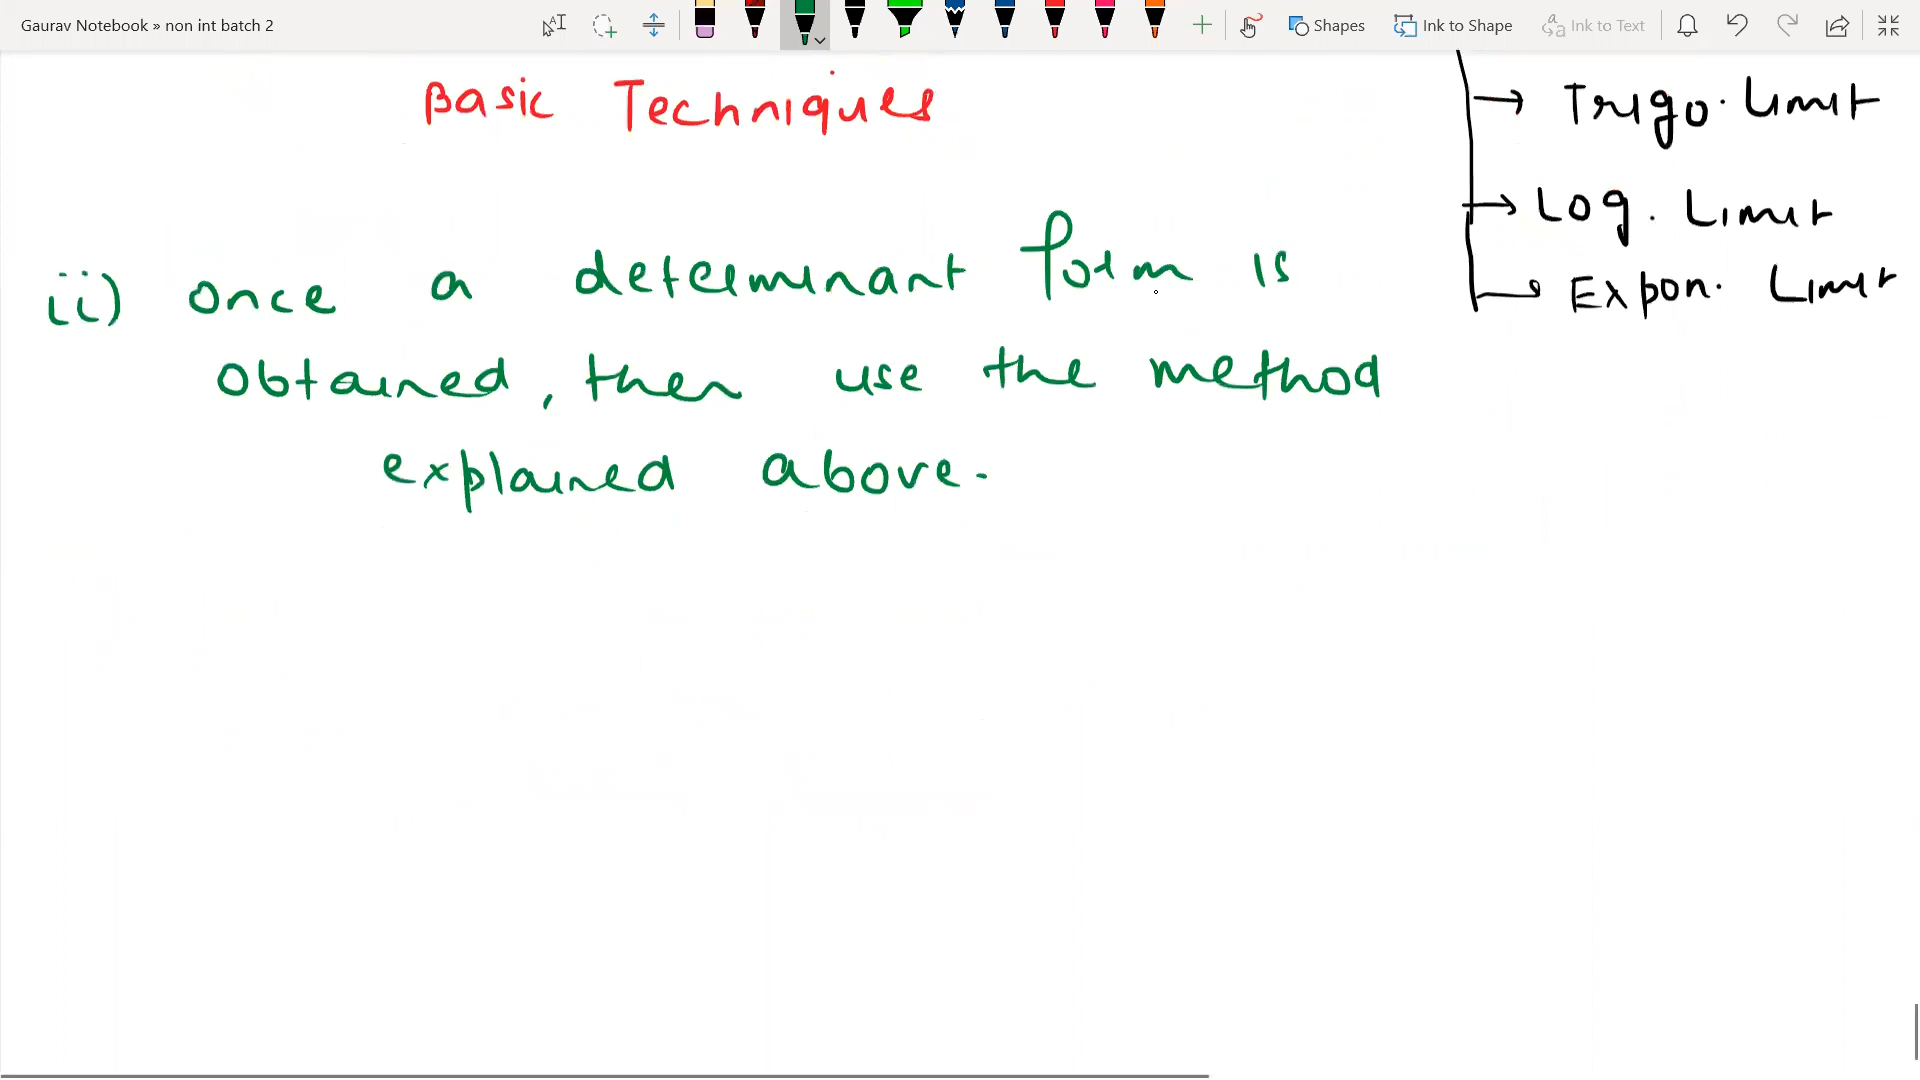 Gaurav Notebook » non int batch 2
Shapes
Ink to Shape
Ink to Text
Basic Techniques
→ Trigo. Limit
→ Log. Limit
→ Expon. Limit
ii) once a determinant form is
obtained, then use the method
explained above.